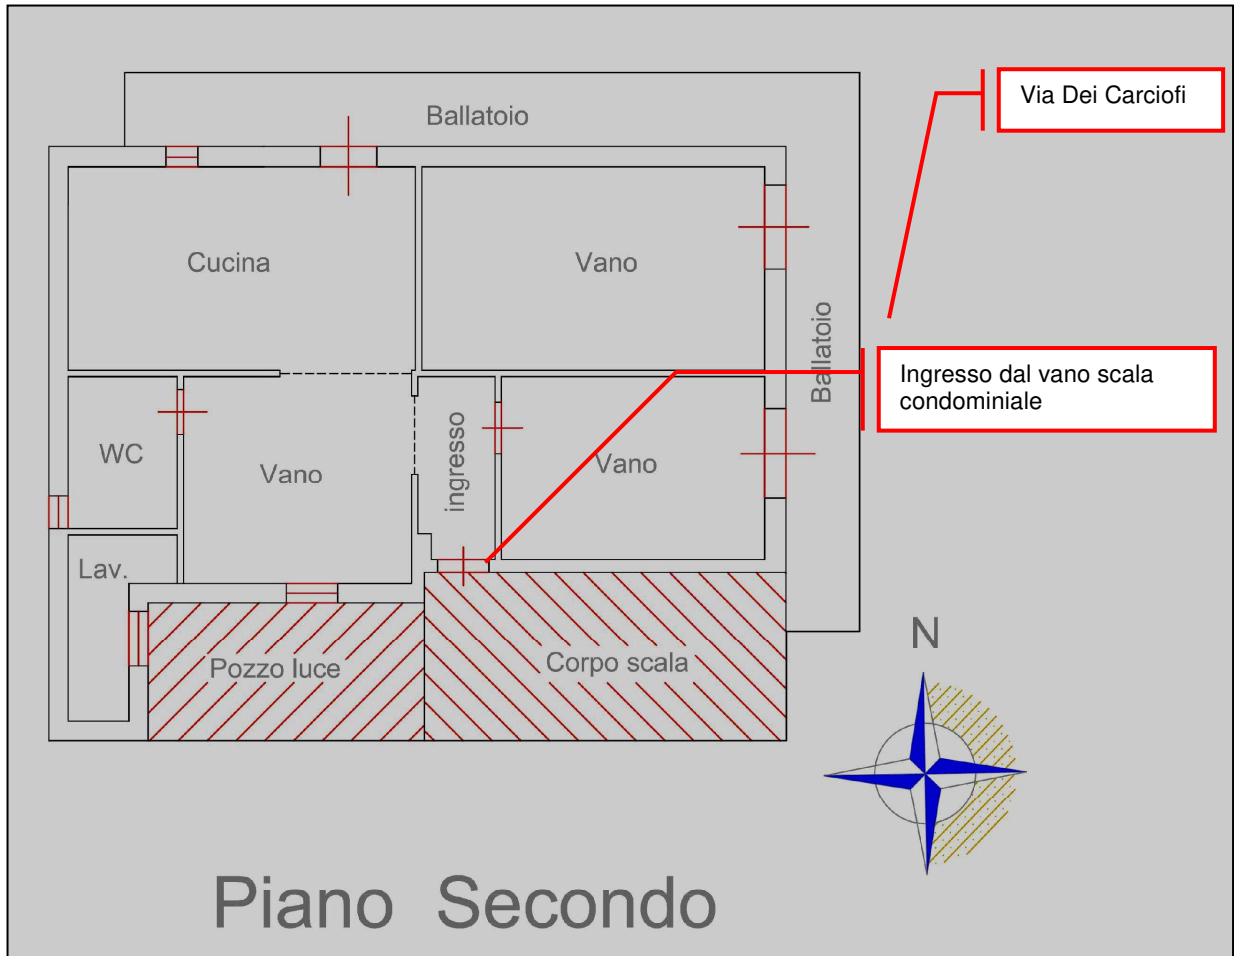 Via Dei Carciofi
Ballatoio
Cucina
Vano
Ballatoio
Ingresso dal vano scala
condominiale
WC
Vano
ingresso
Vano
Lav.
Pozzo luce
Corpo scala
N
Piano Secondo